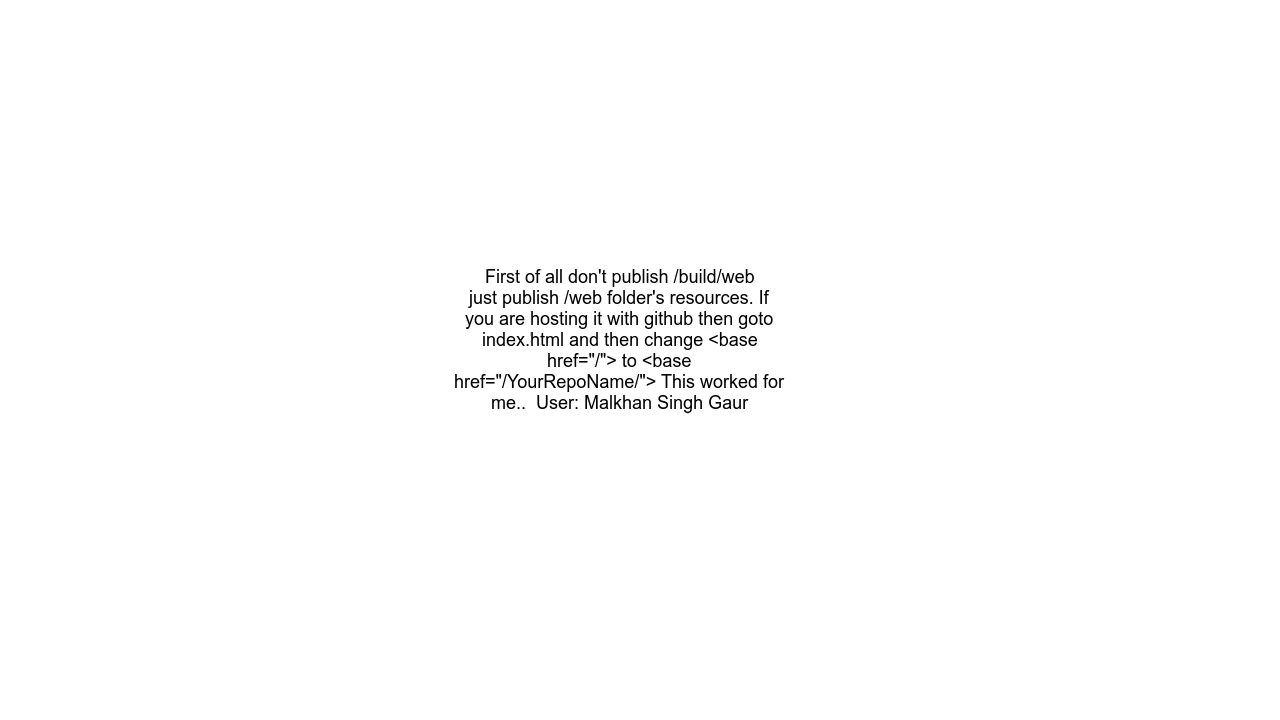 First of all don't publish /build/web
just publish /web folder's resources. If
you are hosting it with github then goto
index.html and then change <base
href="/"> to <base
href="/YourRepoName/"> This worked for
me..  User: Malkhan Singh Gaur